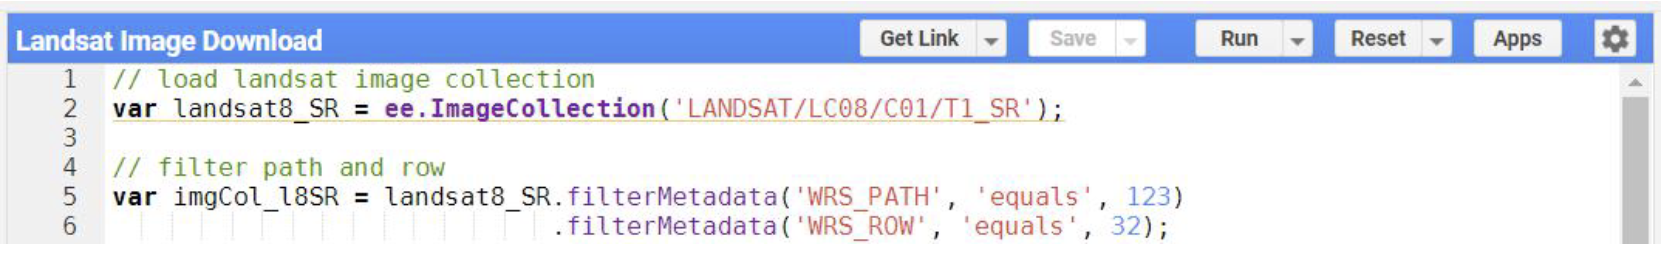 Landsat Image Download Get Link Save Run Reset Apps
1 // load landsat image collection
2 var landsat8_SR = ee.ImageCollection('LANDSAT/LC08/C01/T1_SR');
3
4 // filter path and row
5 var imgCol_l8SR = landsat8_SR.filterMetadata('WRS_PATH', 'equals', 123)
6 .filterMetadata('WRS_ROW', 'equals', 32);